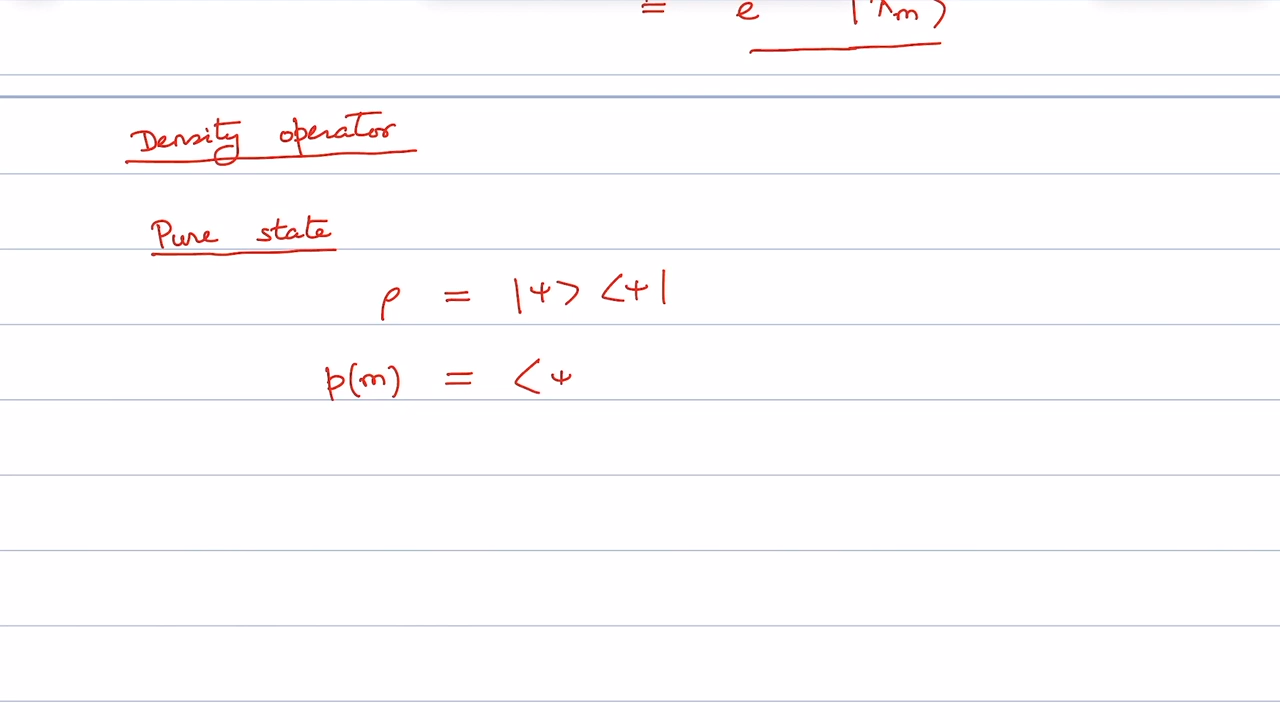 = e |λm⟩
Density operator
Pure state
ρ = |ψ> <ψ|
p(m) = <ψ